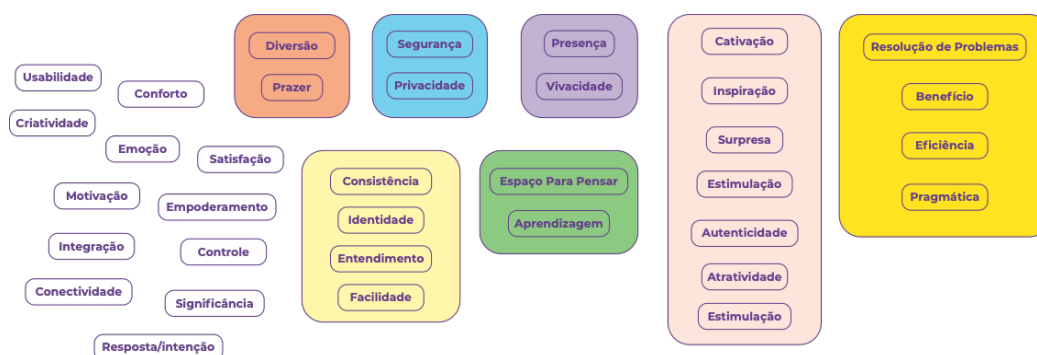 Usabilidade
Conforto
Criatividade
Emoção
Satisfação
Motivação
Empoderamento
Integração
Controle
Conectividade
Significância
Resposta/intenção
Diversão
Prazer
Segurança
Privacidade
Presença
Vivacidade
Consistência
Identidade
Entendimento
Facilidade
Espaço Para Pensar
Aprendizagem
Cativação
Inspiração
Surpresa
Estimulação
Autenticidade
Atratividade
Estimulação
Resolução de Problemas
Benefício
Eficiência
Pragmática